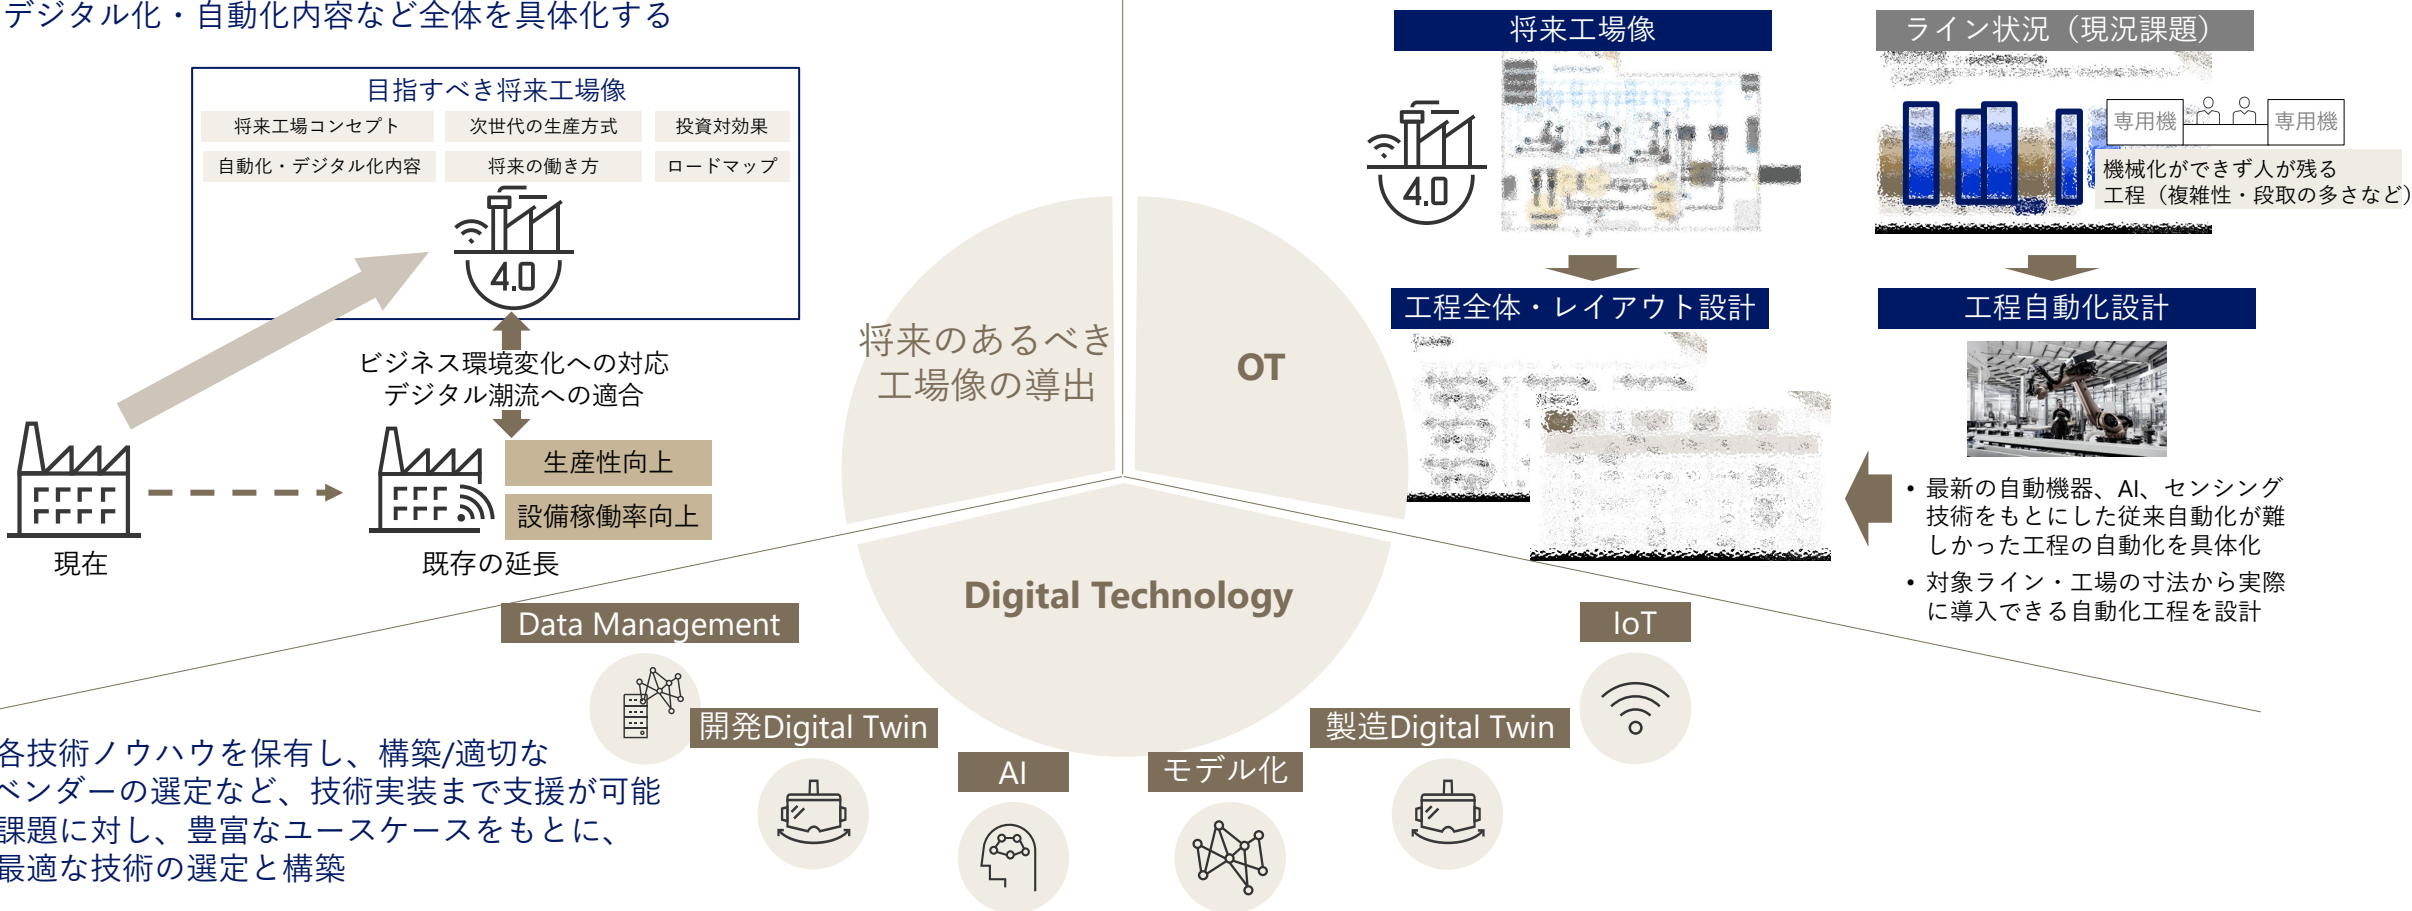 デジタル化・自動化内容など全体を具体化する
目指すべき将来工場像
将来工場コンセプト
次世代の生産方式
投資対効果
自動化・デジタル化内容
将来の働き方
ロードマップ
4.0
ビジネス環境変化への対応
デジタル潮流への適合
生産性向上
設備稼働率向上
現在
既存の延長
将来のあるべき
工場像の導出
OT
Digital Technology
将来工場像
4.0
ライン状況（現況課題）
専用機
専用機
機械化ができず人が残る
工程（複雑性・段取の多さなど）
工程全体・レイアウト設計
工程自動化設計
• 最新の自動機器、AI、センシング
技術をもとにした従来自動化が難
しかった工程の自動化を具体化
• 対象ライン・工場の寸法から実際
に導入できる自動化工程を設計
Data Management
開発Digital Twin
AI
モデル化
製造Digital Twin
IoT
各技術ノウハウを保有し、構築/適切な
ベンダーの選定など、技術実装まで支援が可能
課題に対し、豊富なユースケースをもとに、
最適な技術の選定と構築